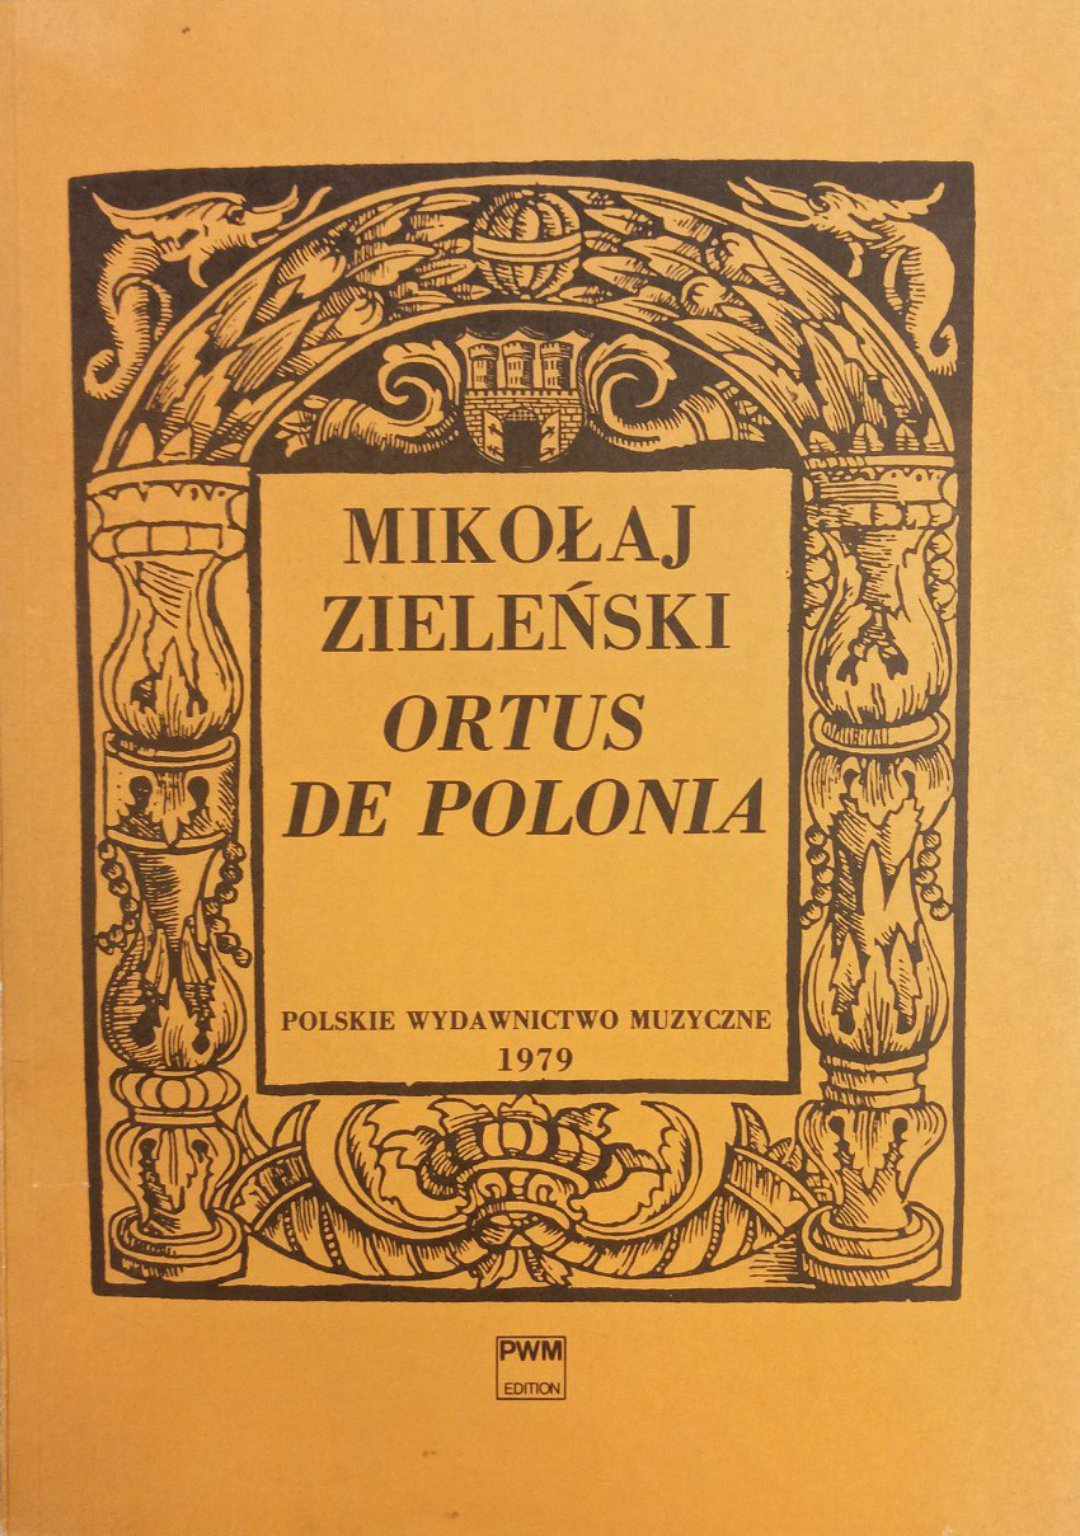 MIKOŁAJ
ZIELEŃSKI
ORTUS
DE POLONIA
POLSKIE WYDAWNICTWO MUZYCZNE
1979
PWM
EDITION